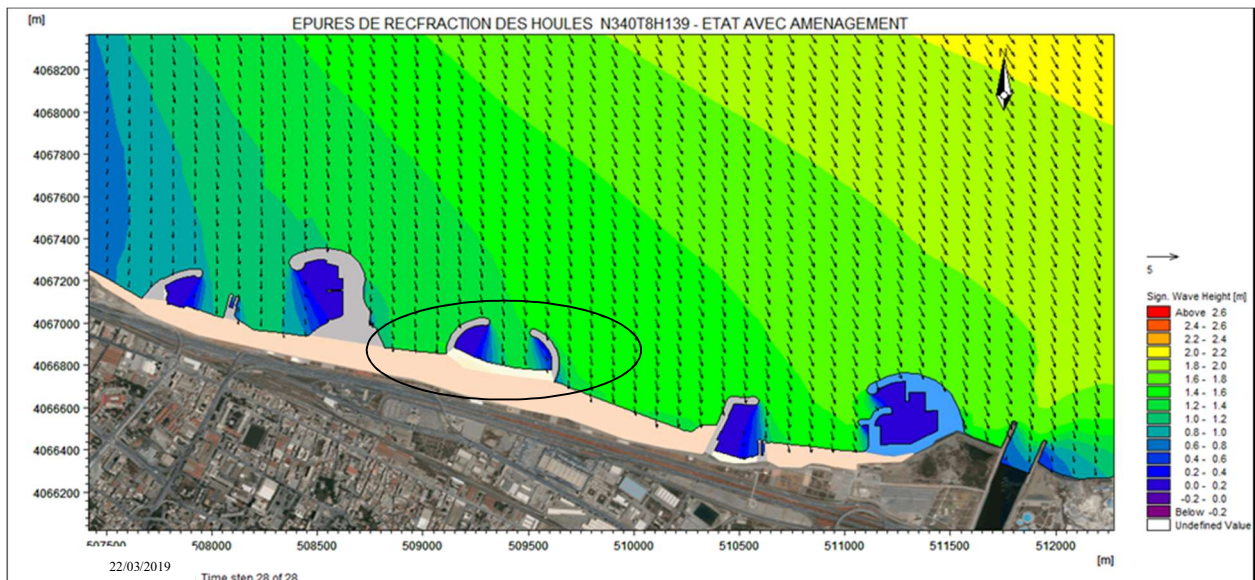 [m]
EPURES DE RECFRACTION DES HOULES N340T8H139 - ETAT AVEC AMENAGEMENT
4068200
4068000
4067800
4067600
4067400
4067200
4067000
4066800
4066600
4066400
4066200
N
5
Sign. Wave Height [m]
Above 2.6
2.4 - 2.6
2.2 - 2.4
2.0 - 2.2
1.8 - 2.0
1.6 - 1.8
1.4 - 1.6
1.2 - 1.4
1.0 - 1.2
0.8 - 1.0
0.6 - 0.8
0.4 - 0.6
0.2 - 0.4
0.0 - 0.2
-0.2 - 0.0
Below -0.2
Undefined Value
507500 508000 508500 509000 509500 510000 510500 511000 511500 512000
[m]
22/03/2019
Time step 28 of 28